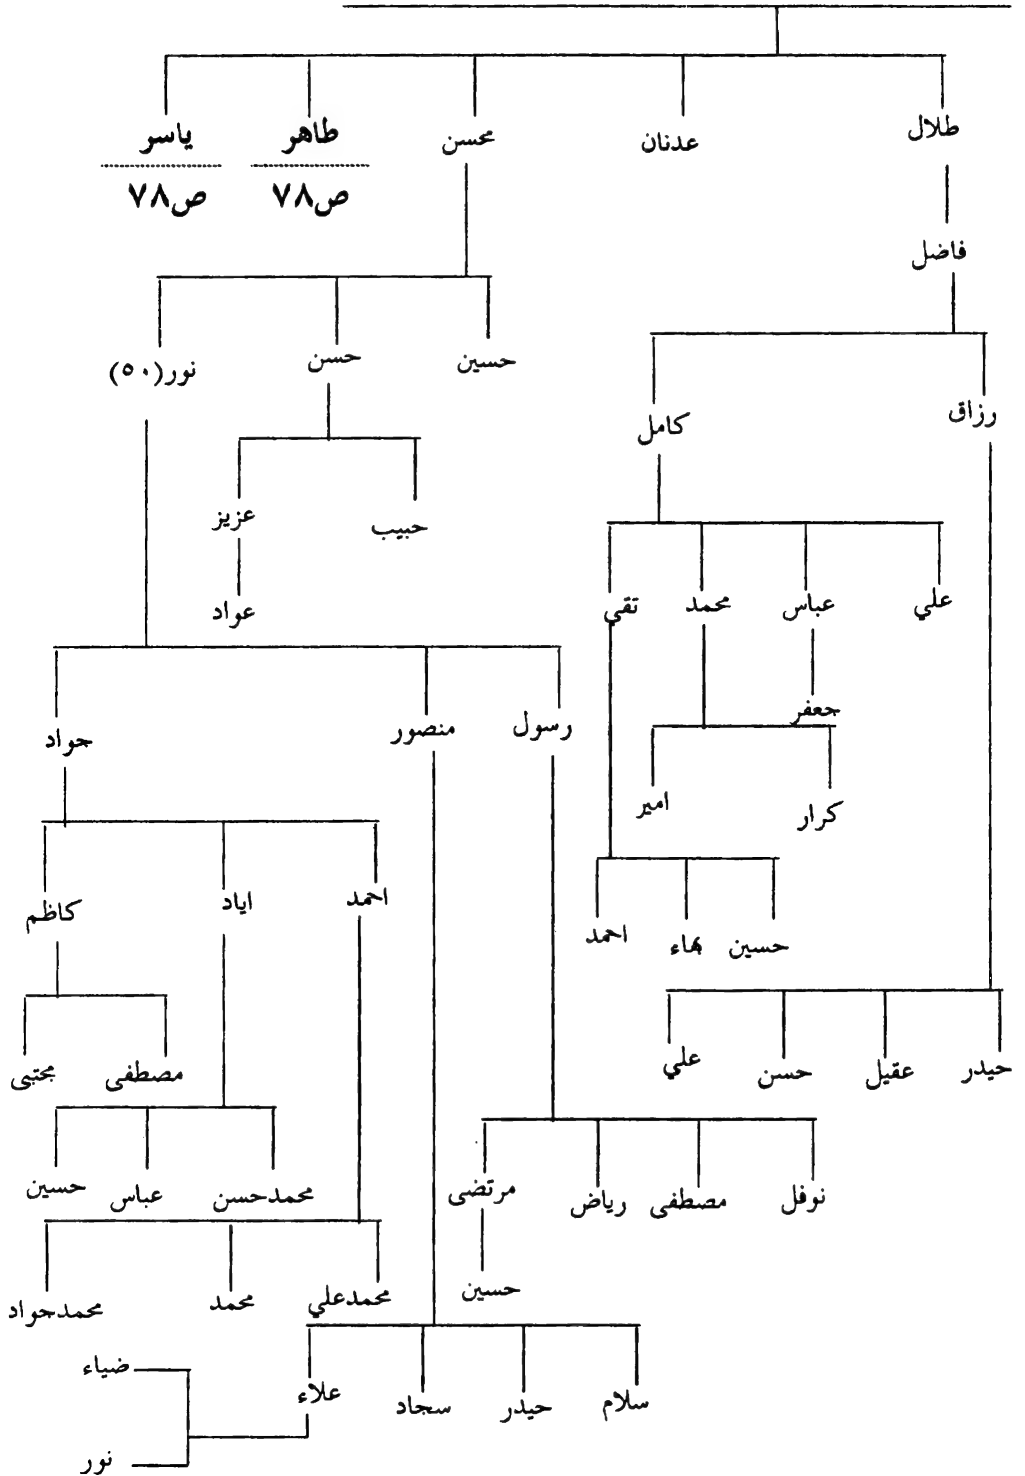 طلال
عدنان
محسن
طاهر
ياسر
ص٧٨
ص٧٨
فاضل
حسين
حسن
نور(٥٠)
رزاق
كامل
حبيب
عزيز
عواد
علي
عباس
محمد
تقي
جعفر
رسول
منصور
جواد
كرار
امير
احمد
اياد
كاظم
حسين
بهاء
احمد
حيدر
عقيل
حسن
علي
مصطفى
مجتبى
نوفل
مصطفى
رياض
مرتضى
محمدحسن
عباس
حسين
حسين
محمدعلي
محمد
محمدجواد
سلام
حيدر
سجاد
علاء
ضياء
نور